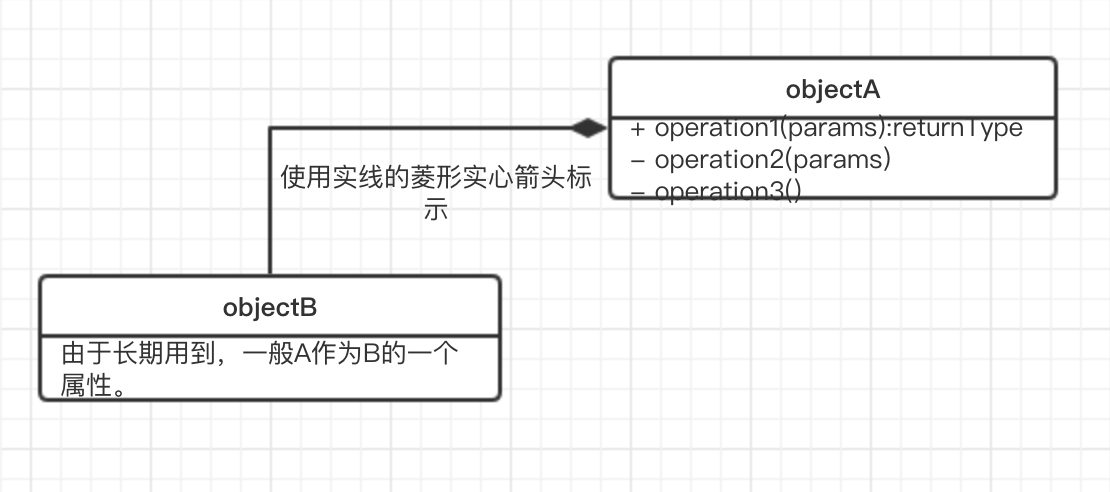 objectA
+ operation1(params):returnType
- operation2(params)
- operation3()
使用实线的菱形实心箭头标
示
objectB
由于长期用到，一般A作为B的一个
属性。